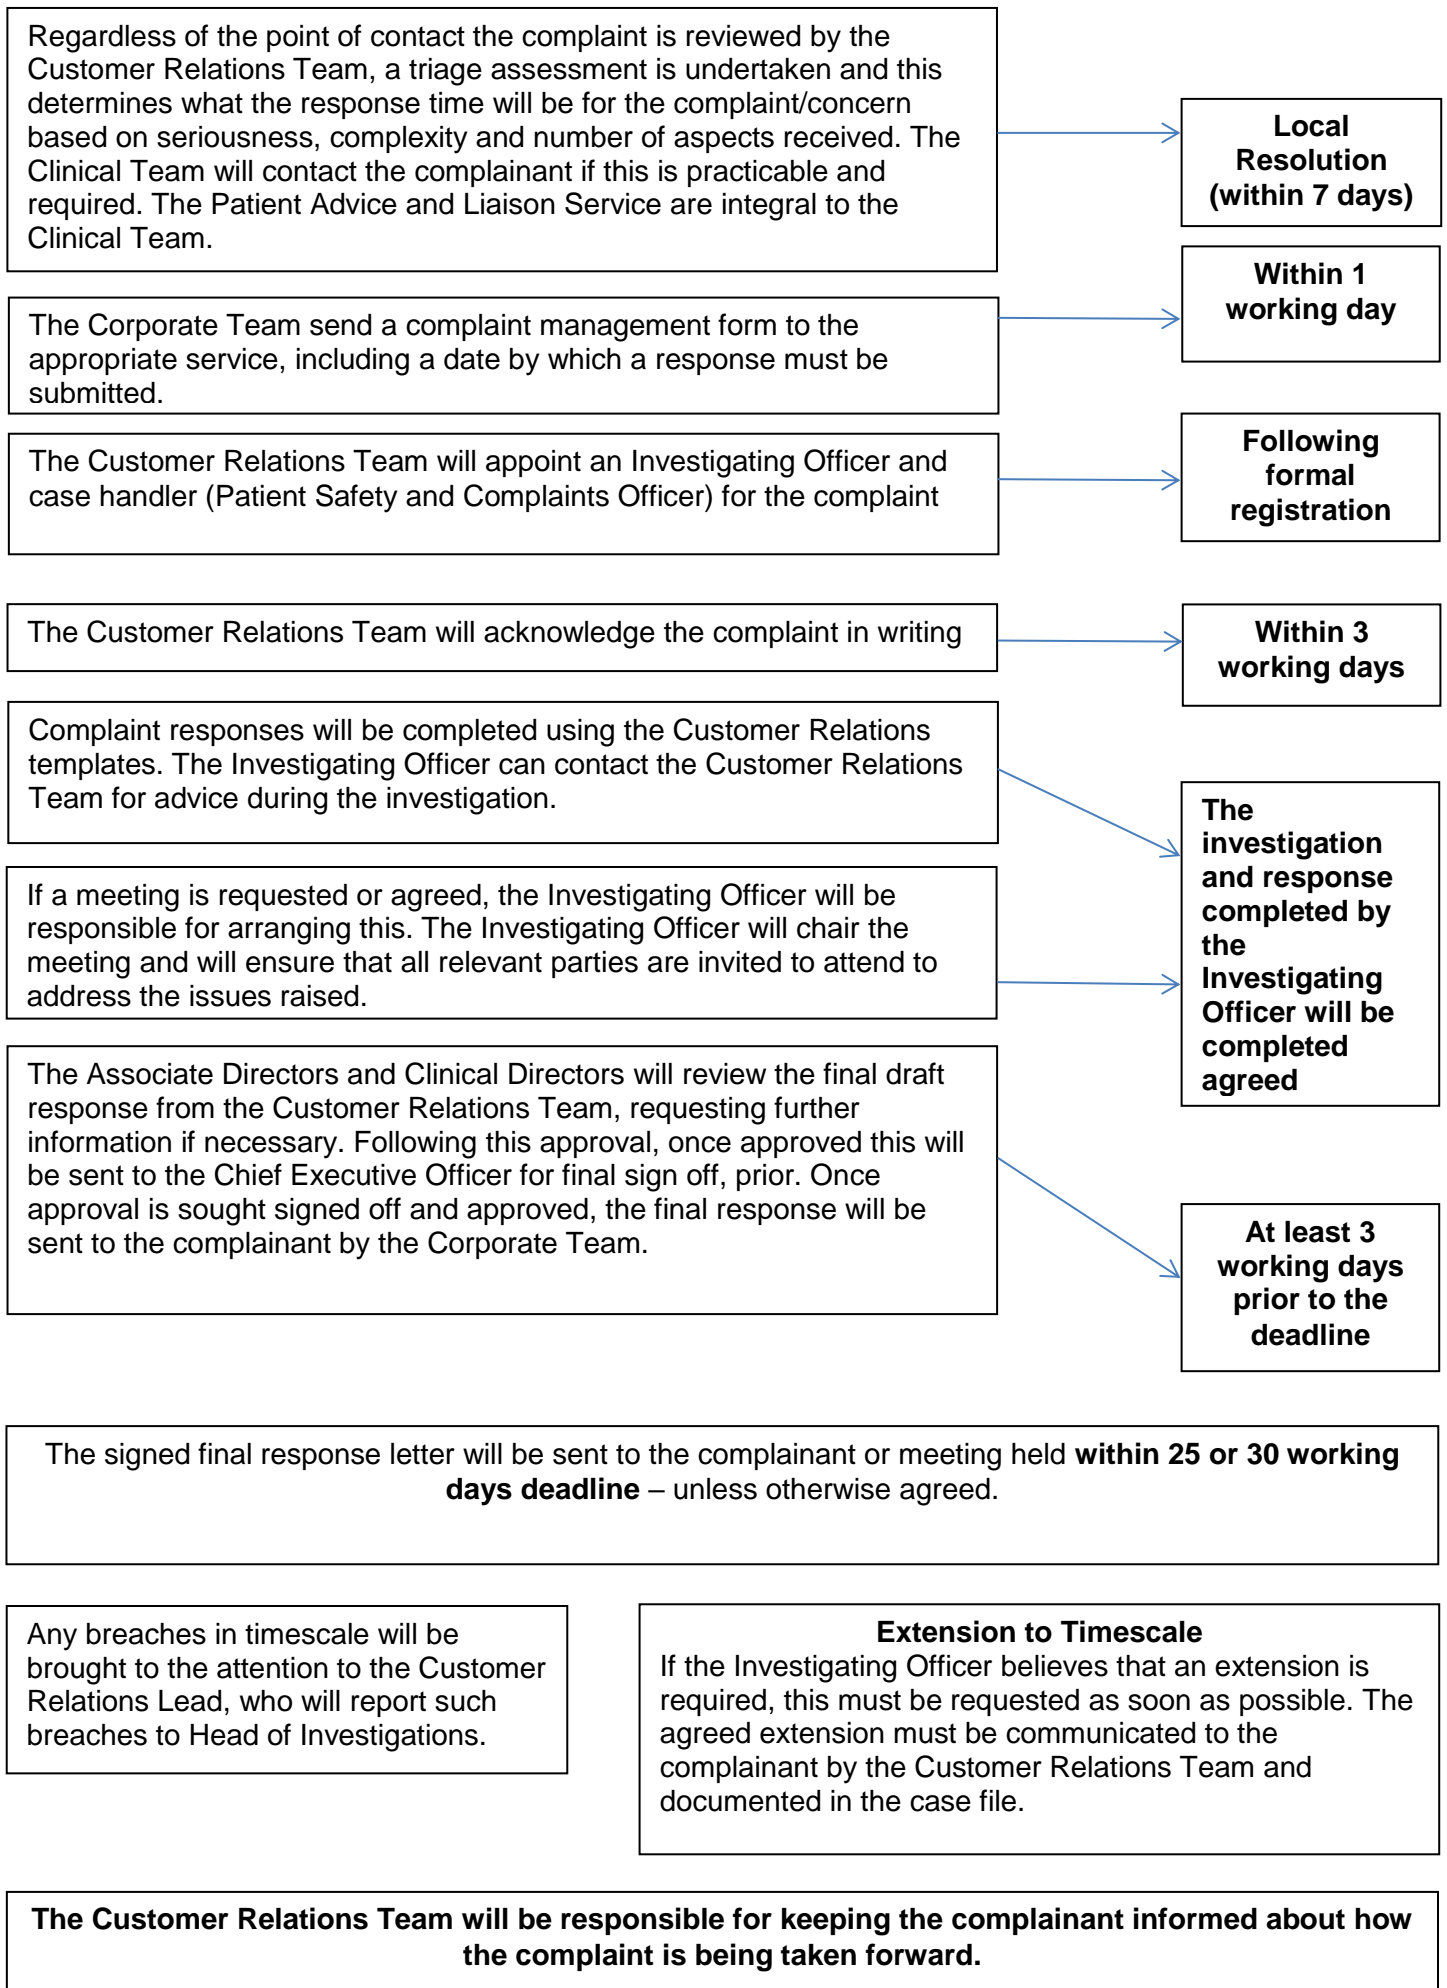 Regardless of the point of contact the complaint is reviewed by the
Customer Relations Team, a triage assessment is undertaken and this
determines what the response time will be for the complaint/concern
based on seriousness, complexity and number of aspects received. The
Clinical Team will contact the complainant if this is practicable and
required. The Patient Advice and Liaison Service are integral to the
Clinical Team.
Local
Resolution
(within 7 days)
The Corporate Team send a complaint management form to the
appropriate service, including a date by which a response must be
submitted.
Within 1
working day
The Customer Relations Team will appoint an Investigating Officer and
case handler (Patient Safety and Complaints Officer) for the complaint
Following
formal
registration
The Customer Relations Team will acknowledge the complaint in writing
Within 3
working days
Complaint responses will be completed using the Customer Relations
templates. The Investigating Officer can contact the Customer Relations
Team for advice during the investigation.
If a meeting is requested or agreed, the Investigating Officer will be
responsible for arranging this. The Investigating Officer will chair the
meeting and will ensure that all relevant parties are invited to attend to
address the issues raised.
The
investigation
and response
completed by
the
Investigating
Officer will be
completed
agreed
The Associate Directors and Clinical Directors will review the final draft
response from the Customer Relations Team, requesting further
information if necessary. Following this approval, once approved this will
be sent to the Chief Executive Officer for final sign off, prior. Once
approval is sought signed off and approved, the final response will be
sent to the complainant by the Corporate Team.
At least 3
working days
prior to the
deadline
The signed final response letter will be sent to the complainant or meeting held within 25 or 30 working
days deadline – unless otherwise agreed.
Any breaches in timescale will be
brought to the attention to the Customer
Relations Lead, who will report such
breaches to Head of Investigations.
Extension to Timescale
If the Investigating Officer believes that an extension is
required, this must be requested as soon as possible. The
agreed extension must be communicated to the
complainant by the Customer Relations Team and
documented in the case file.
The Customer Relations Team will be responsible for keeping the complainant informed about how
the complaint is being taken forward.